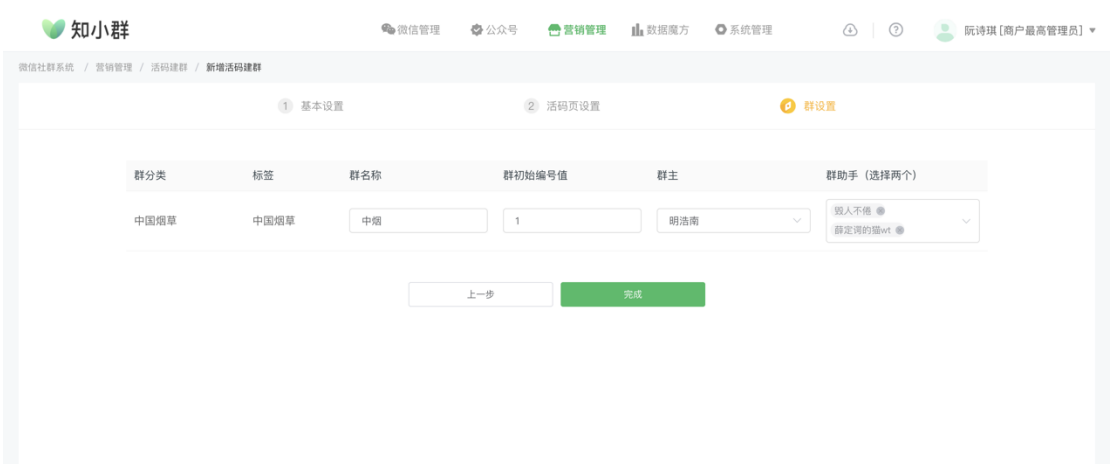 知小群
微信管理 公众号 营销管理 数据魔方 系统管理 阮诗琪 [商户最高管理员]
微信社群系统 / 营销管理 / 活码建群 / 新增活码建群
1 基本设置 2 活码页设置 群设置
群分类 标签 群名称 群初始编号值 群主 群助手（选择两个）
中国烟草 中国烟草 中烟 1 明浩南 毁人不倦
薛定谔的猫wt
上一步 完成